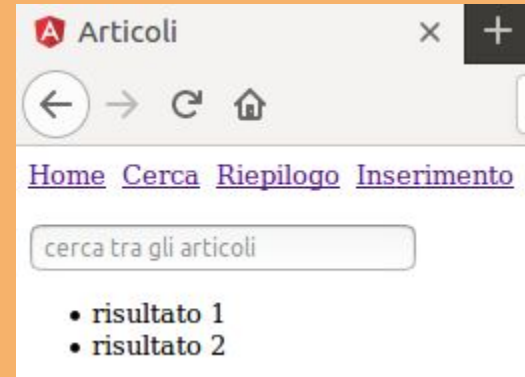 Articoli
Home Cerca Riepilogo Inserimento
cerca tra gli articoli
risultato 1
risultato 2